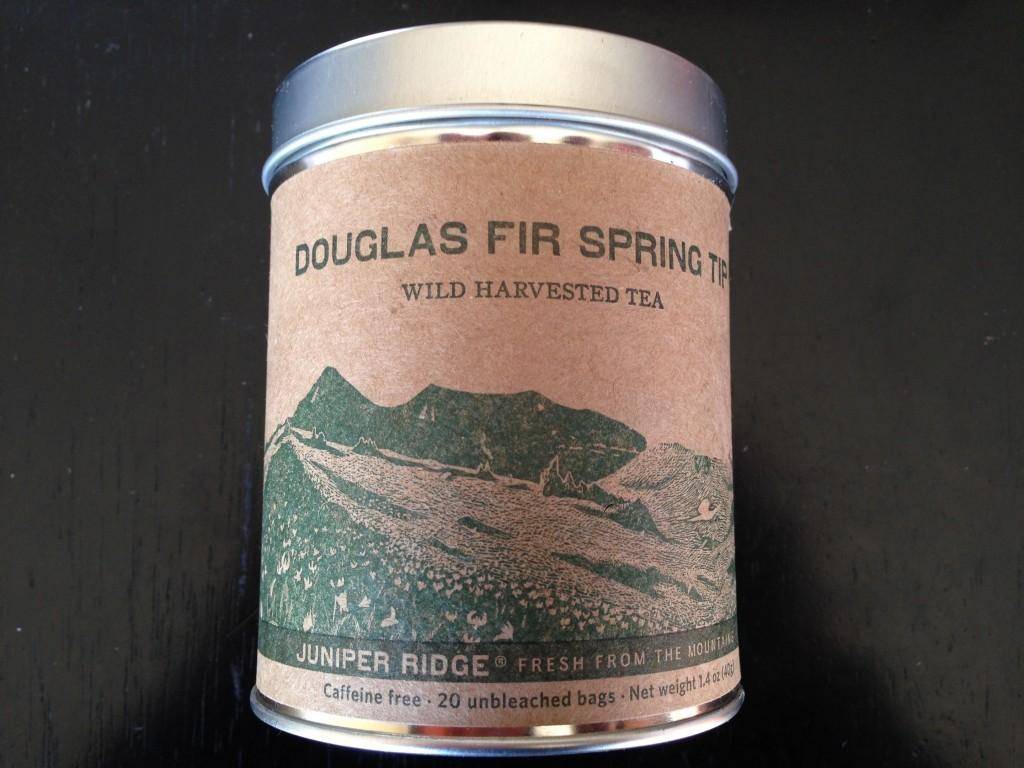 DOUGLAS FIR SPRING TIP
WILD HARVESTED TEA
JUNIPER RIDGE® FRESH FROM THE MOUNTAINS
Caffeine free · 20 unbleached bags · Net weight 1.4 oz (40g)